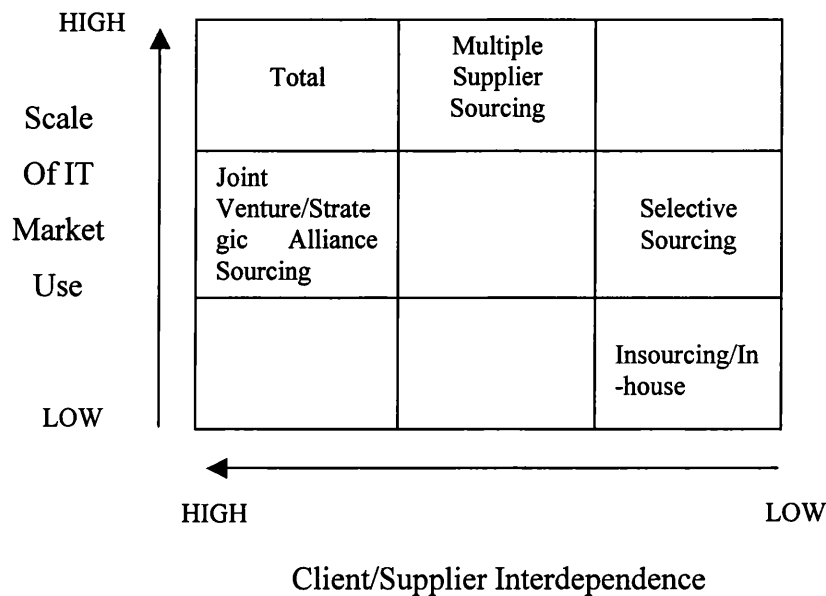 HIGH
Scale
Of IT
Market
Use
LOW
Total
Multiple
Supplier
Sourcing
Joint
Venture/Strate
gic Alliance
Sourcing
Selective
Sourcing
Insourcing/In
-house
HIGH
LOW
Client/Supplier Interdependence